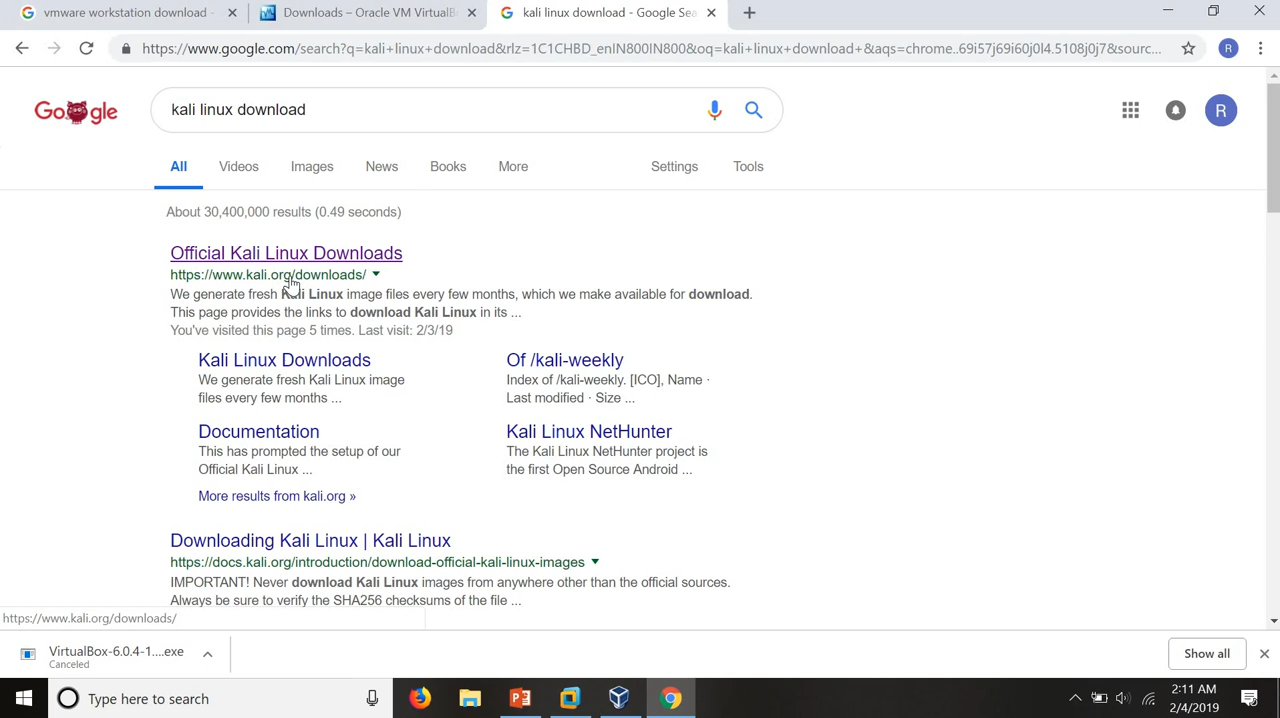 vmware workstation download -
Downloads – Oracle VM VirtualB
kali linux download - Google Sea
https://www.google.com/search?q=kali+linux+download&rlz=1C1CHBD_enIN800IN800&oq=kali+linux+download+&aqs=chrome..69i57j69i60j0l4.5108j0j7&sourc...
R
Google
kali linux download
R
All Videos Images News Books More Settings Tools
About 30,400,000 results (0.49 seconds)
Official Kali Linux Downloads
https://www.kali.org/downloads/
We generate fresh Kali Linux image files every few months, which we make available for download.
This page provides the links to download Kali Linux in its ...
You've visited this page 5 times. Last visit: 2/3/19
Kali Linux Downloads
We generate fresh Kali Linux image
files every few months ...
Of /kali-weekly
Index of /kali-weekly. [ICO], Name ·
Last modified · Size ...
Documentation
This has prompted the setup of our
Official Kali Linux ...
Kali Linux NetHunter
The Kali Linux NetHunter project is
the first Open Source Android ...
More results from kali.org »
Downloading Kali Linux | Kali Linux
https://docs.kali.org/introduction/download-official-kali-linux-images
IMPORTANT! Never download Kali Linux images from anywhere other than the official sources.
Always be sure to verify the SHA256 checksums of the file ...
https://www.kali.org/downloads/
VirtualBox-6.0.4-1....exe
Canceled
Show all
Type here to search
2:11 AM
2/4/2019